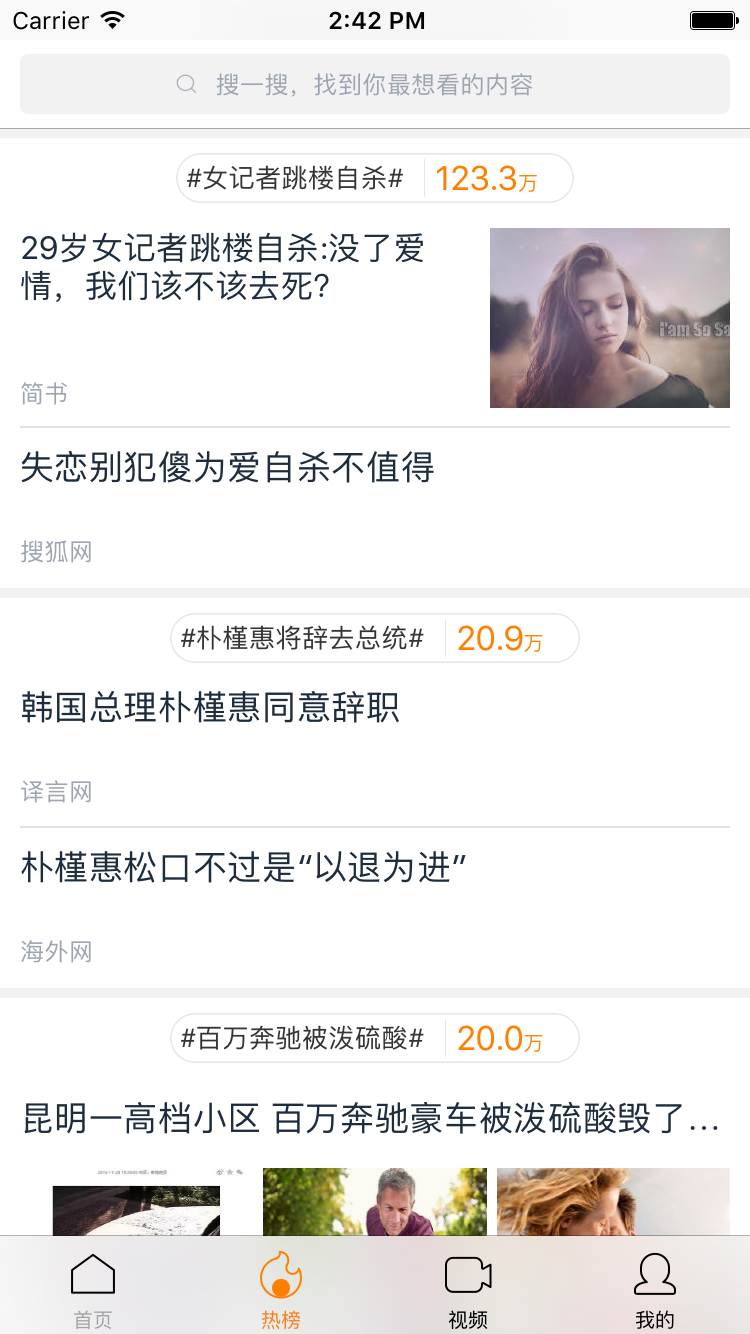 Carrier 2:42 PM
搜一搜，找到你最想看的内容
#女记者跳楼自杀# 123.3万
29岁女记者跳楼自杀:没了爱
情，我们该不该去死?
i'am So Sa
简书
失恋别犯傻为爱自杀不值得
搜狐网
#朴槿惠将辞去总统# 20.9万
韩国总理朴槿惠同意辞职
译言网
朴槿惠松口不过是“以退为进”
海外网
#百万奔驰被泼硫酸# 20.0万
昆明一高档小区 百万奔驰豪车被泼硫酸毁了...
首页 热榜 视频 我的